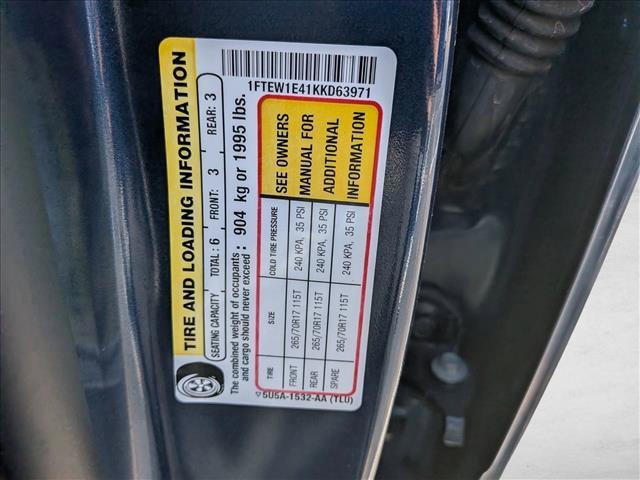 TIRE AND LOADING INFORMATION
SEATING CAPACITY TOTAL : 6 FRONT: 3 REAR: 3
The combined weight of occupants : 904 kg or 1995 lbs.
and cargo should never exceed
TIRE SIZE COLD TIRE PRESSURE SEE OWNERS
FRONT 265/70R17 115T 240 KPA, 35 PSI MANUAL FOR
REAR 265/70R17 115T 240 KPA, 35 PSI ADDITIONAL
SPARE 265/70R17 115T 240 KPA, 35 PSI INFORMATION
5U5A-1532-AA (TLU) 1FTEW1E41KKD63971